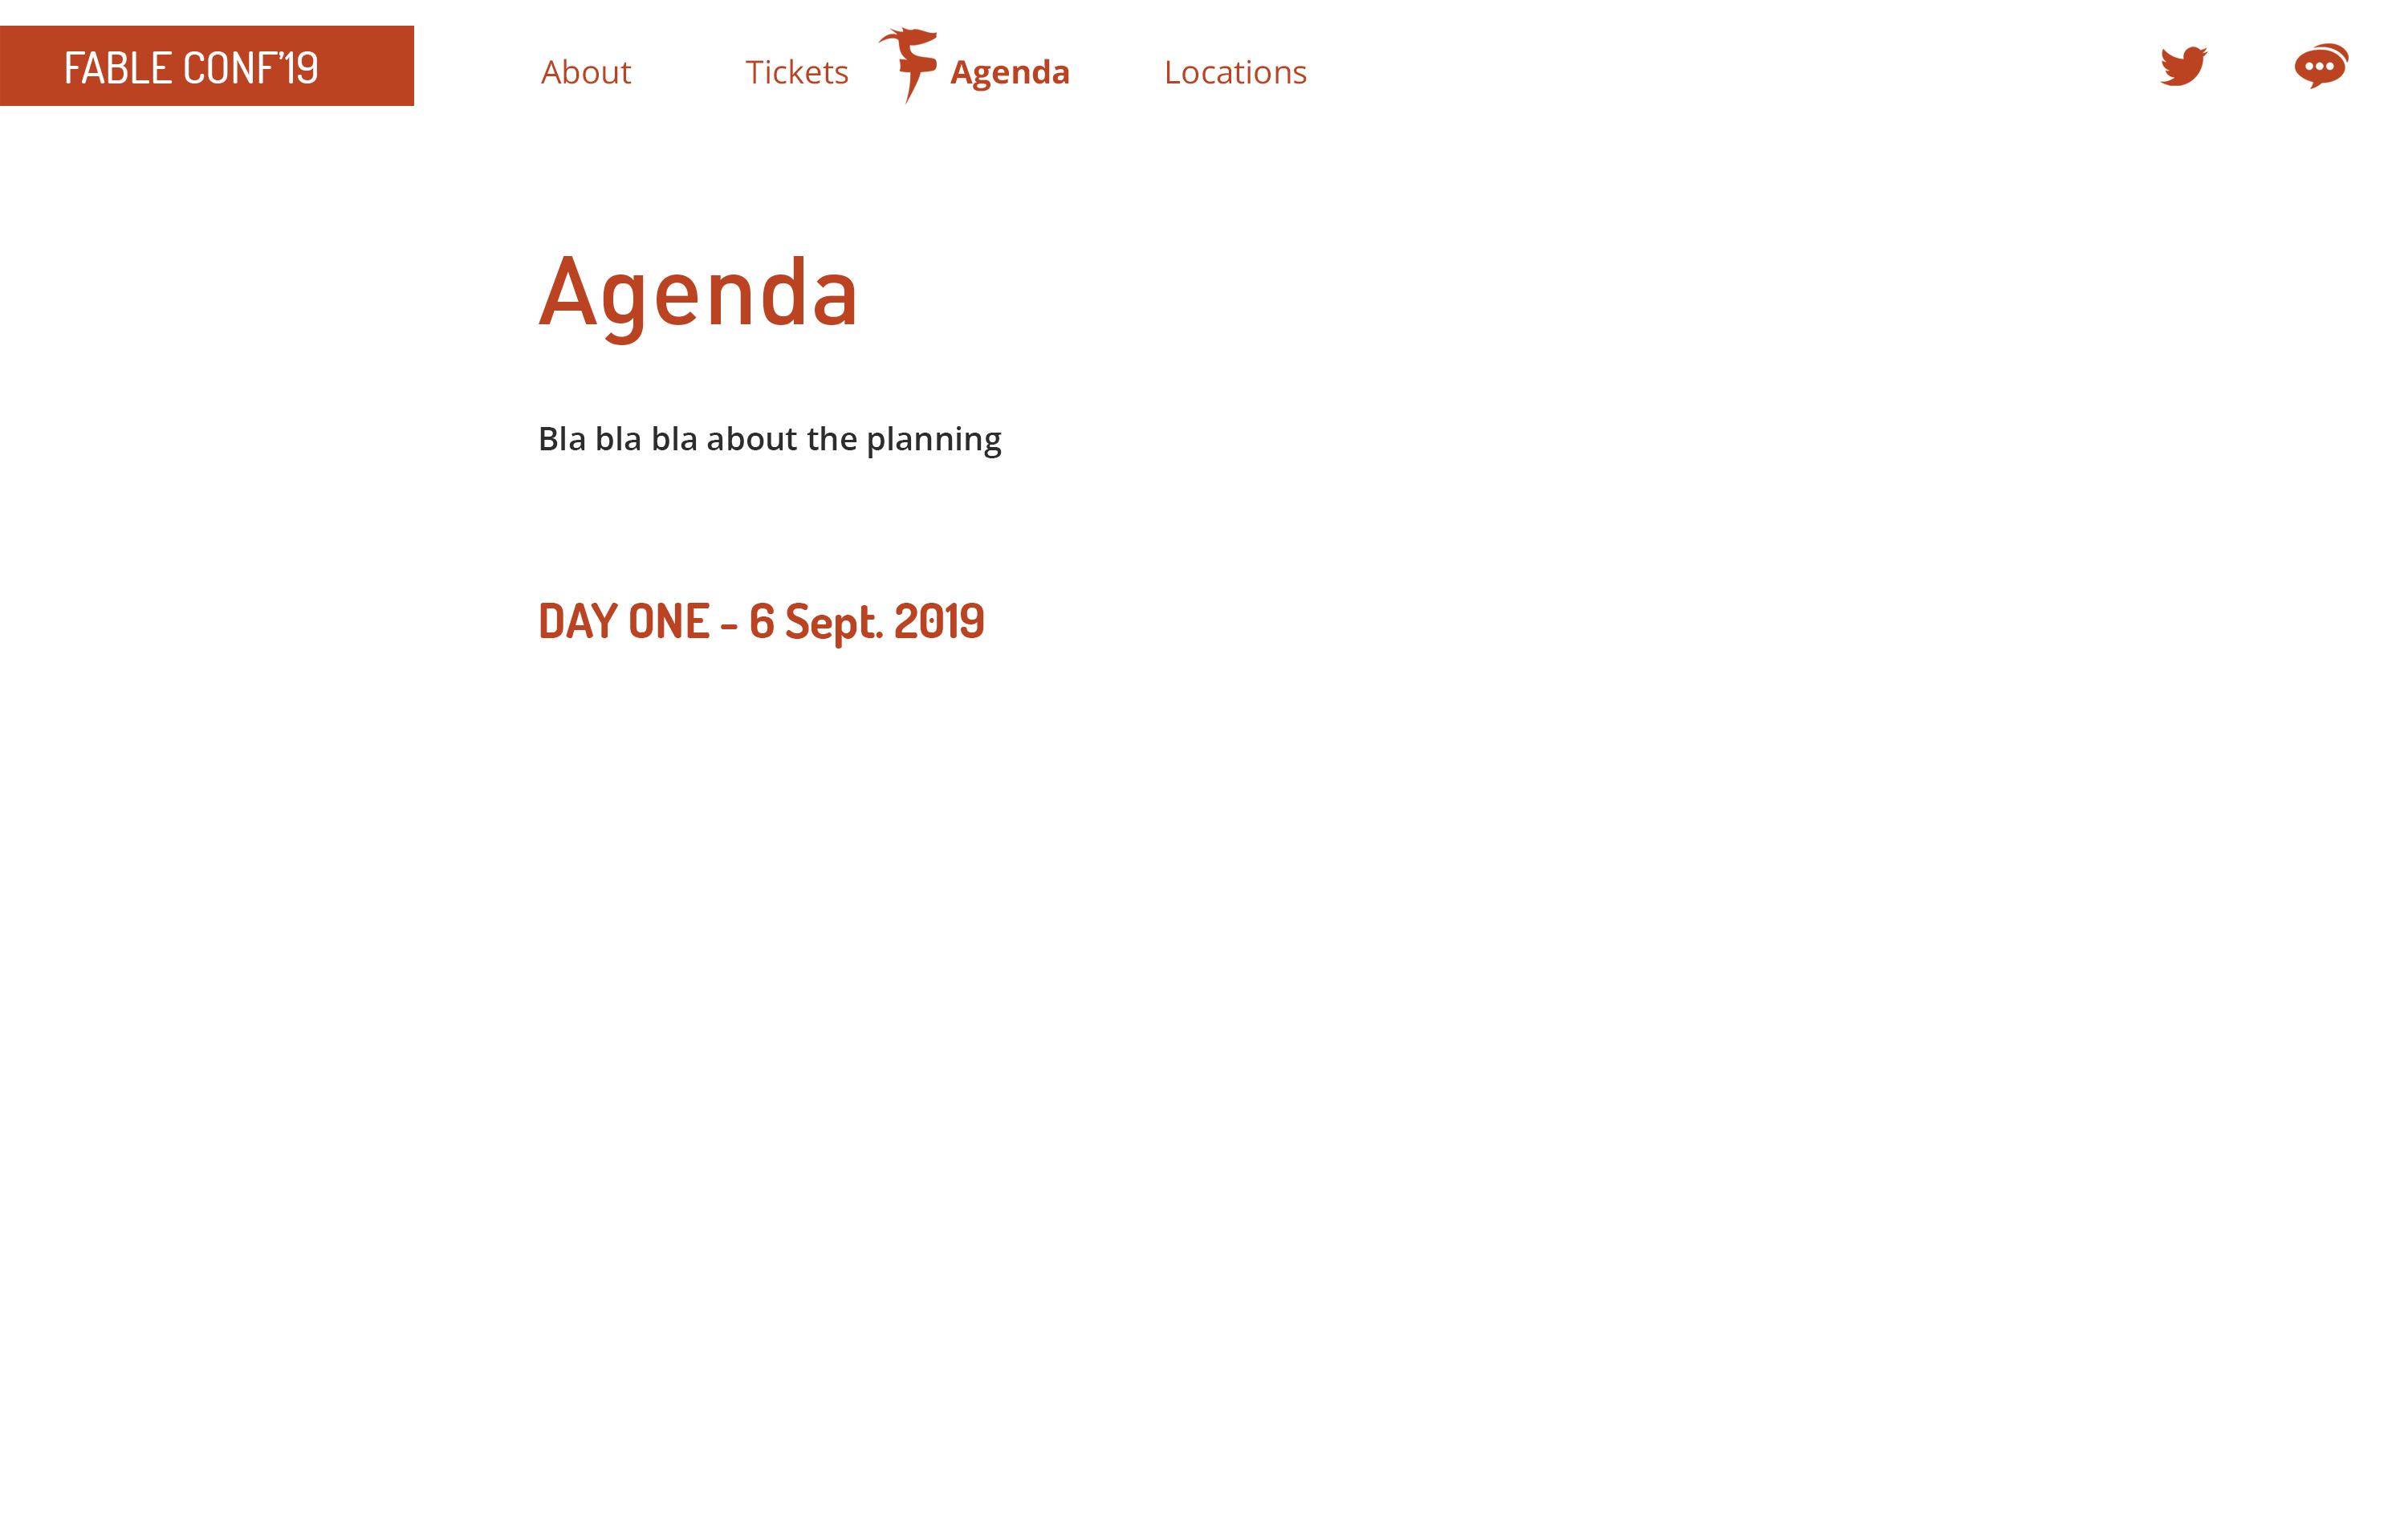 FABLE CONF'19
About Tickets Agenda Locations
Agenda
Bla bla bla about the planning
DAY ONE - 6 Sept. 2019